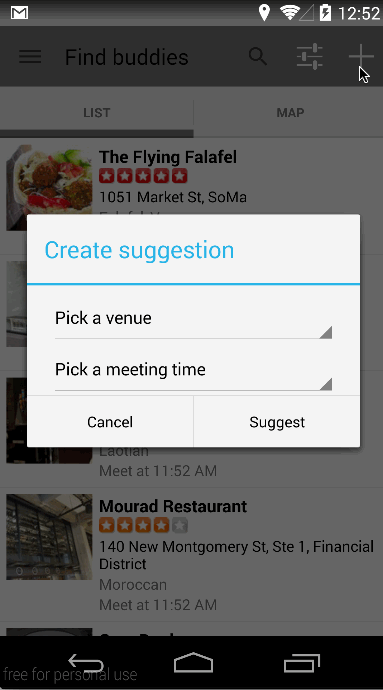 12:52
Find buddies
LIST MAP
The Flying Falafel
1051 Market St, SoMa
Create suggestion
Pick a venue
Pick a meeting time
Cancel Suggest
Laotian
Meet at 11:52 AM
Mourad Restaurant
140 New Montgomery St, Ste 1, Financial
District
Moroccan
Meet at 11:52 AM
free for personal use